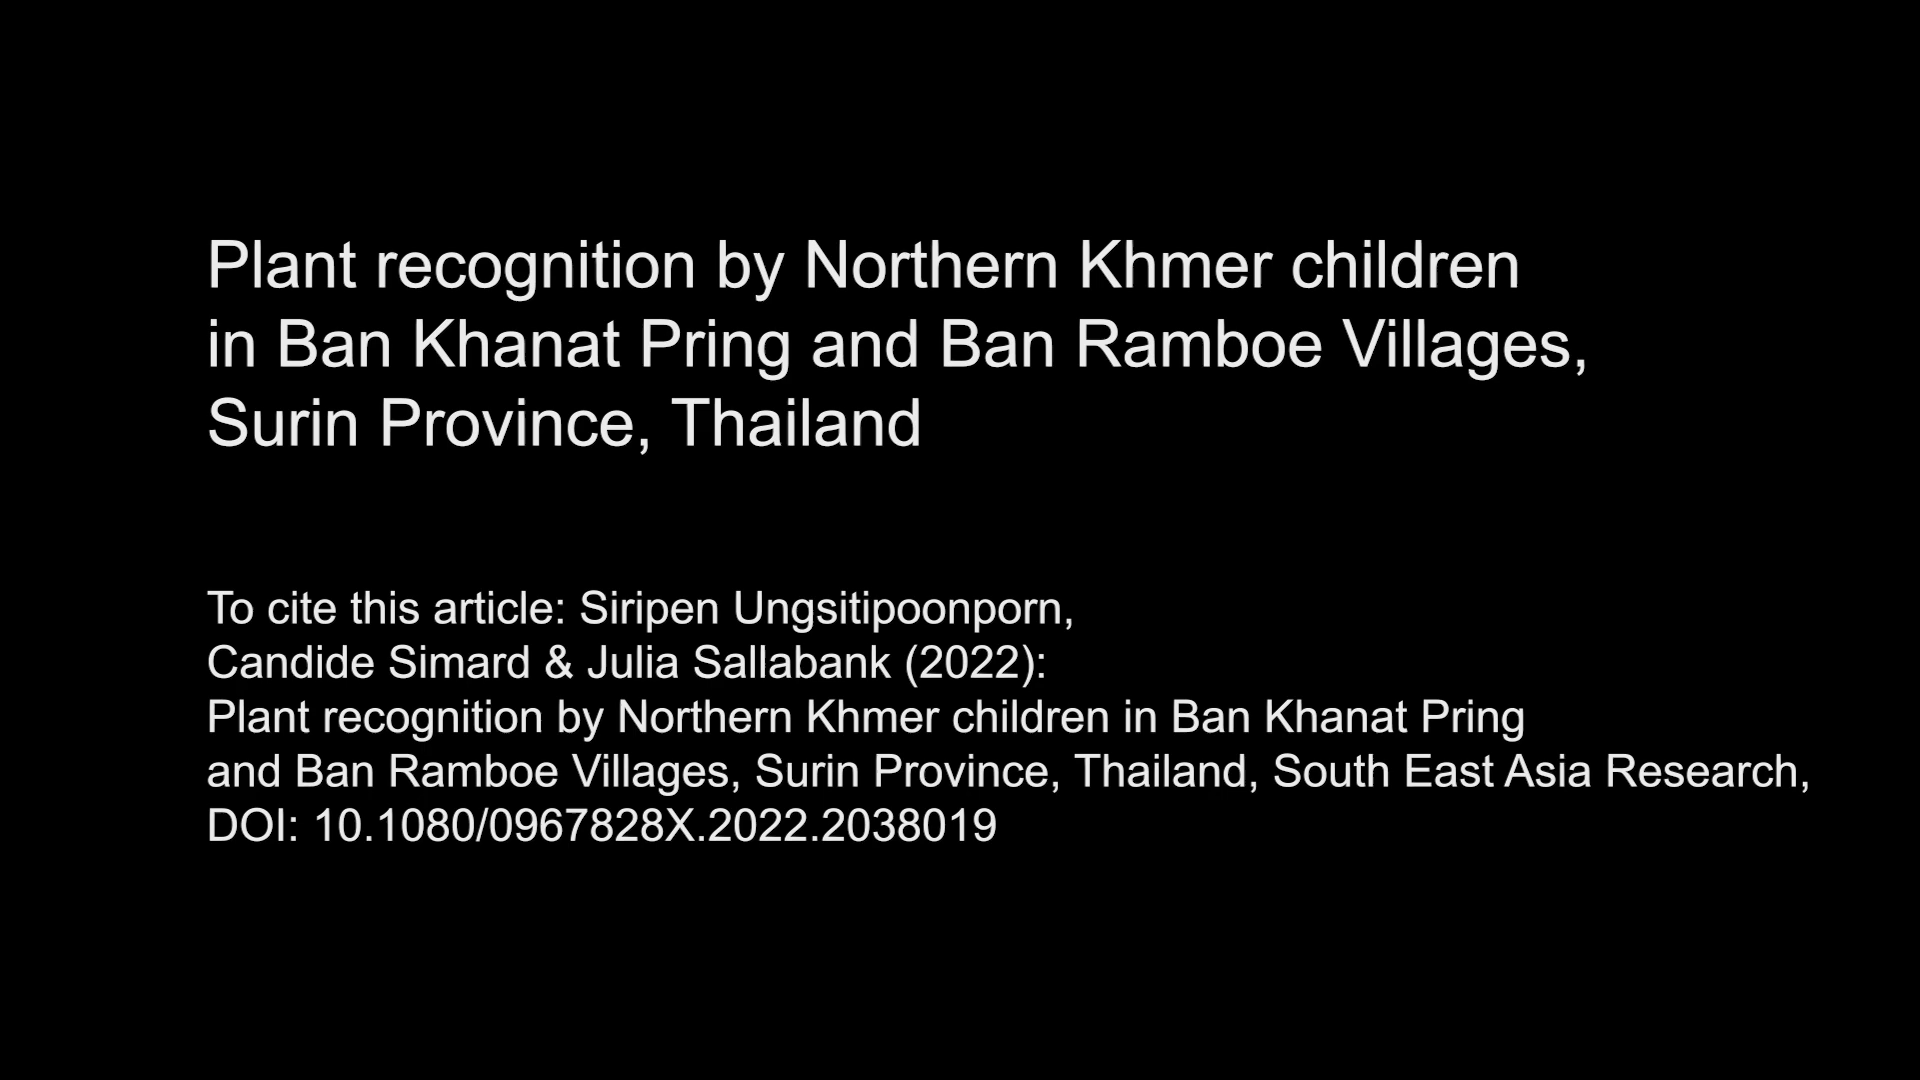 Plant recognition by Northern Khmer children
in Ban Khanat Pring and Ban Ramboe Villages,
Surin Province, Thailand
To cite this article: Siripen Ungsitipoonporn,
Candide Simard & Julia Sallabank (2022):
Plant recognition by Northern Khmer children in Ban Khanat Pring
and Ban Ramboe Villages, Surin Province, Thailand, South East Asia Research,
DOI: 10.1080/0967828X.2022.2038019